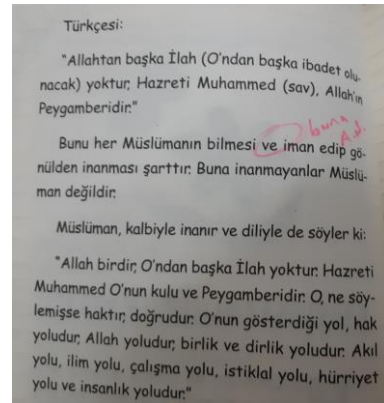 Türkçesi:
"Allahtan başka İlah (O'ndan başka ibadet olu-
nacak) yoktur, Hazreti Muhammed (sav), Allah'ın
Peygamberidir."
buna
A.S.
Bunu her Müslümanın bilmesi ve iman edip gö-
nülden inanması şarttır. Buna inanmayanlar Müslü-
man değildir.
Müslüman, kalbiyle inanır ve diliyle de söyler ki:
"Allah birdir, O'ndan başka İlah yoktur. Hazreti
Muhammed O'nun kulu ve Peygamberidir. O, ne söy-
lemişse haktır, doğrudur. O'nun gösterdiği yol, hak
yoludur, Allah yoludur, birlik ve dirlik yoludur. Akıl
yolu, ilim yolu, çalışma yolu, istiklal yolu, hürriyet
yolu ve insanlık yoludur."